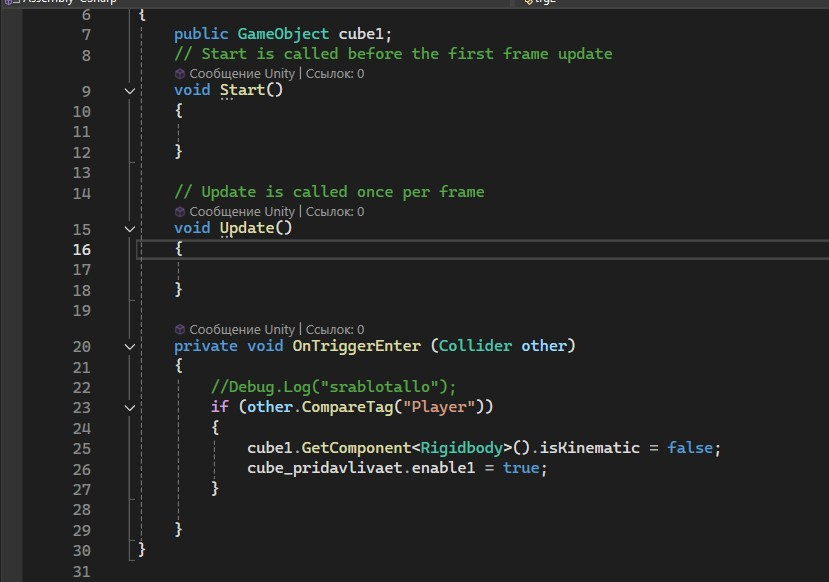 Assembly-CSharp
trg2
6 {
7 public GameObject cube1;
8 // Start is called before the first frame update
Сообщение Unity | Ссылок: 0
9 void Start()
10 {
11
12 }
13
14 // Update is called once per frame
Сообщение Unity | Ссылок: 0
15 void Update()
16 {
17
18 }
19
Сообщение Unity | Ссылок: 0
20 private void OnTriggerEnter (Collider other)
21 {
22 //Debug.Log("srablotallo");
23 if (other.CompareTag("Player"))
24 {
25 cube1.GetComponent<Rigidbody>().isKinematic = false;
26 cube_pridavlivaet.enable1 = true;
27 }
28
29 }
30 }
31